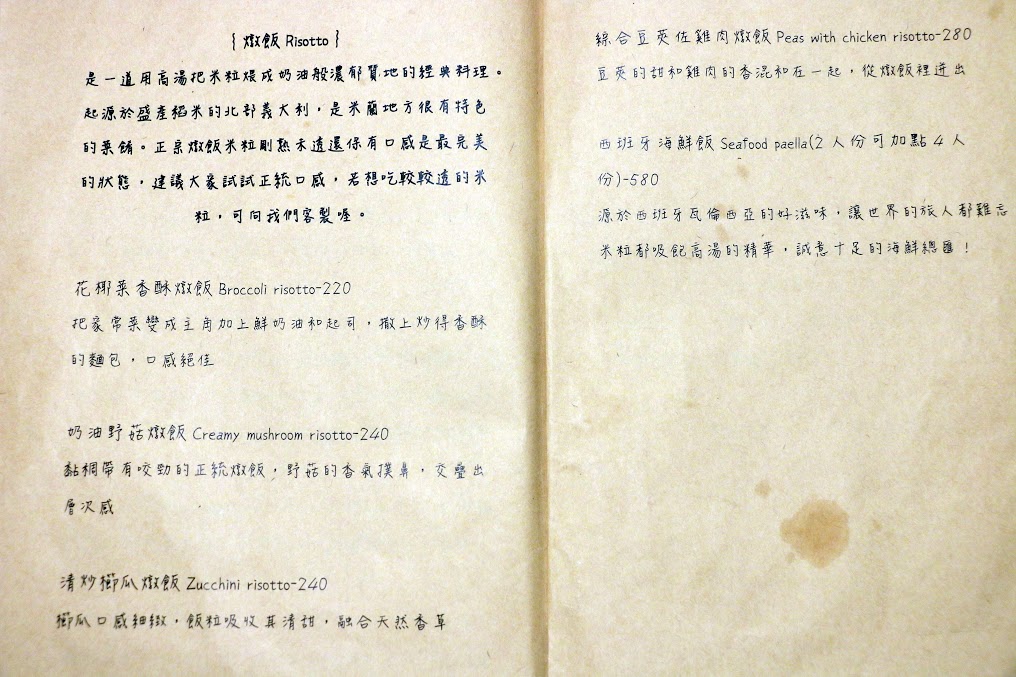 { 燉飯 Risotto }
是一道用高湯把米粒煨成奶油般濃郁質地的經典料理。
起源於盛產稻米的北部義大利，是米蘭地方很有特色
的菜餚。正宗燉飯米粒剛熟未透還保有口感是最完美
的狀態，建議大家試試正統口感，若想吃較較透的米
粒，可向我們客製喔。
花椰菜香酥燉飯 Broccoli risotto-220
把家常菜變成主角加上鮮奶油和起司，撒上炒得香酥
的麵包，口感絕佳
奶油野菇燉飯 Creamy mushroom risotto-240
黏稠帶有咬勁的正統燉飯，野菇的香氣撲鼻，交疊出
層次感
清炒櫛瓜燉飯 Zucchini risotto-240
櫛瓜口感細緻，飯粒吸收其清甜，融合天然香草
綜合豆莢佐雞肉燉飯 Peas with chicken risotto-280
豆莢的甜和雞肉的香混和在一起，從燉飯裡迸出
西班牙海鮮飯 Seafood paella(2 人份可加點 4 人
份)-580
源於西班牙瓦倫西亞的好滋味，讓世界的旅人都難忘
米粒都吸飽高湯的精華，誠意十足的海鮮總匯！